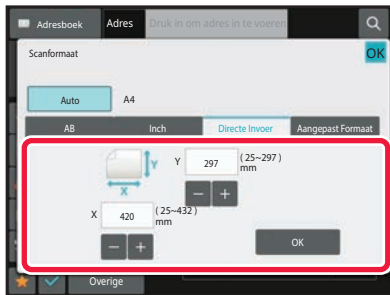 Adresboek Adres Druk in om adres in te voeren
Scanformaat OK
Auto A4
AB Inch Directe Invoer Aangepast Formaat
Y Y 297 (25~297) mm
X
X 420 (25~432) mm
OK
Overige